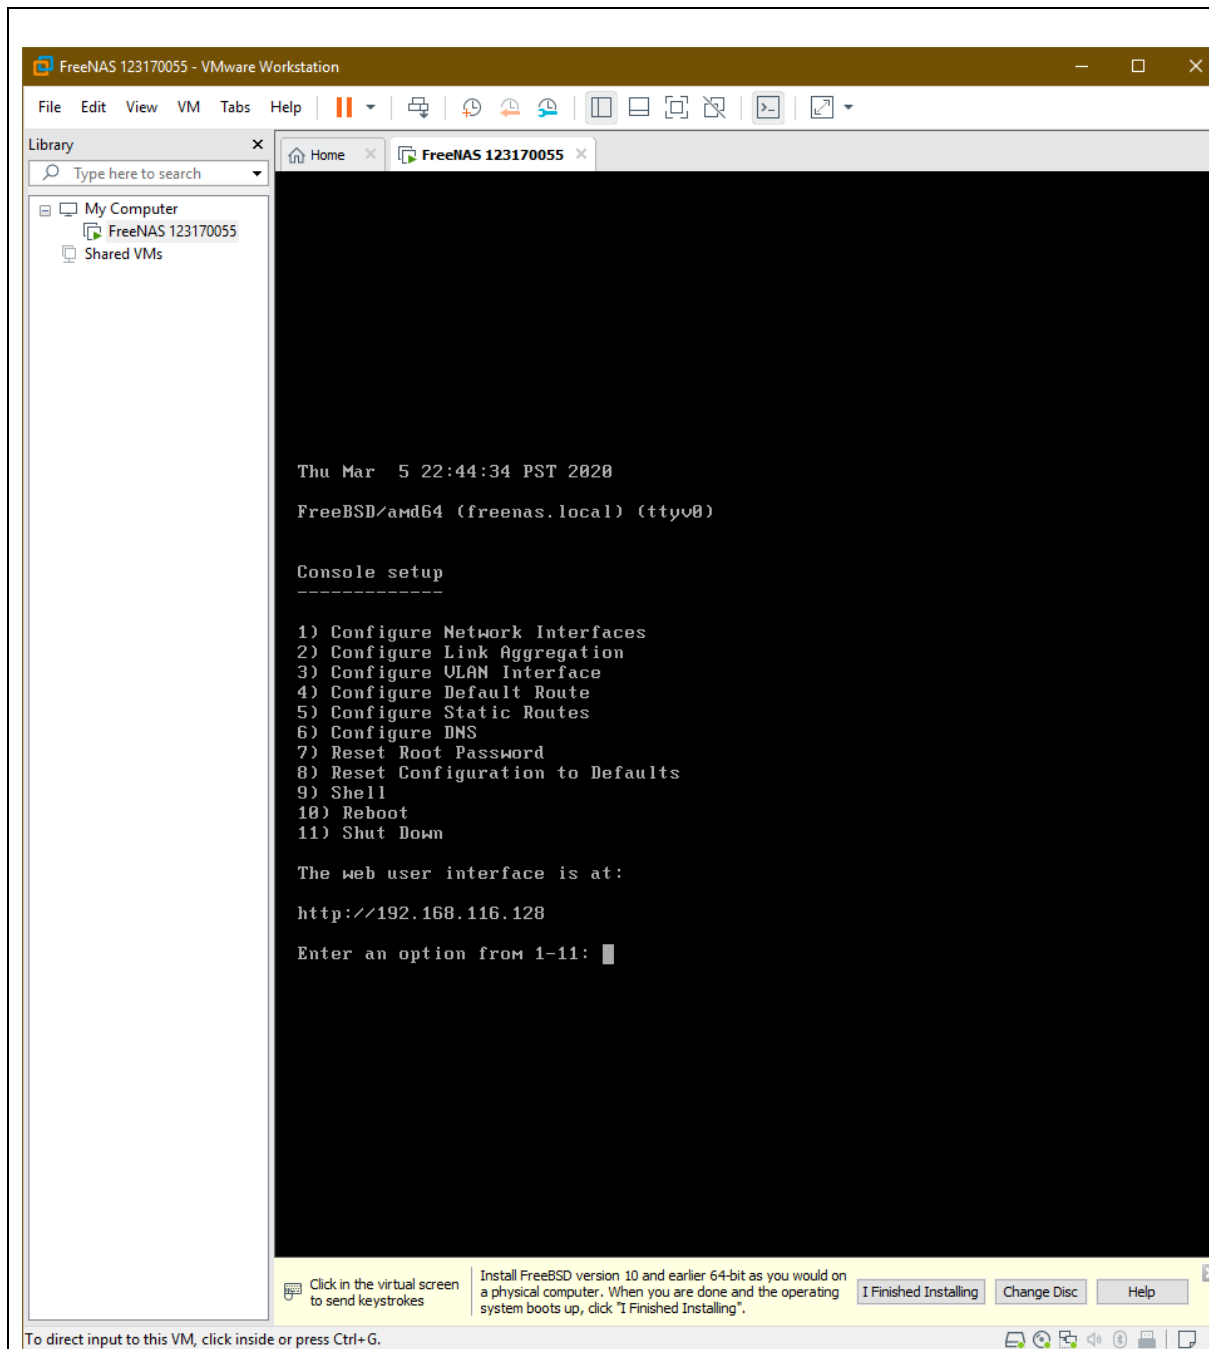 FreeNAS 123170055 - VMware Workstation
File Edit View VM Tabs Help
Library
Type here to search
My Computer
FreeNAS 123170055
Shared VMs
Home
FreeNAS 123170055
Thu Mar  5 22:44:34 PST 2020
FreeBSD/amd64 (freenas.local) (ttyv0)
Console setup
-------------
1) Configure Network Interfaces
2) Configure Link Aggregation
3) Configure VLAN Interface
4) Configure Default Route
5) Configure Static Routes
6) Configure DNS
7) Reset Root Password
8) Reset Configuration to Defaults
9) Shell
10) Reboot
11) Shut Down
The web user interface is at:
http://192.168.116.128
Enter an option from 1-11:
Click in the virtual screen
to send keystrokes
Install FreeBSD version 10 and earlier 64-bit as you would on
a physical computer. When you are done and the operating
system boots up, click "I Finished Installing".
I Finished Installing
Change Disc
Help
To direct input to this VM, click inside or press Ctrl+G.